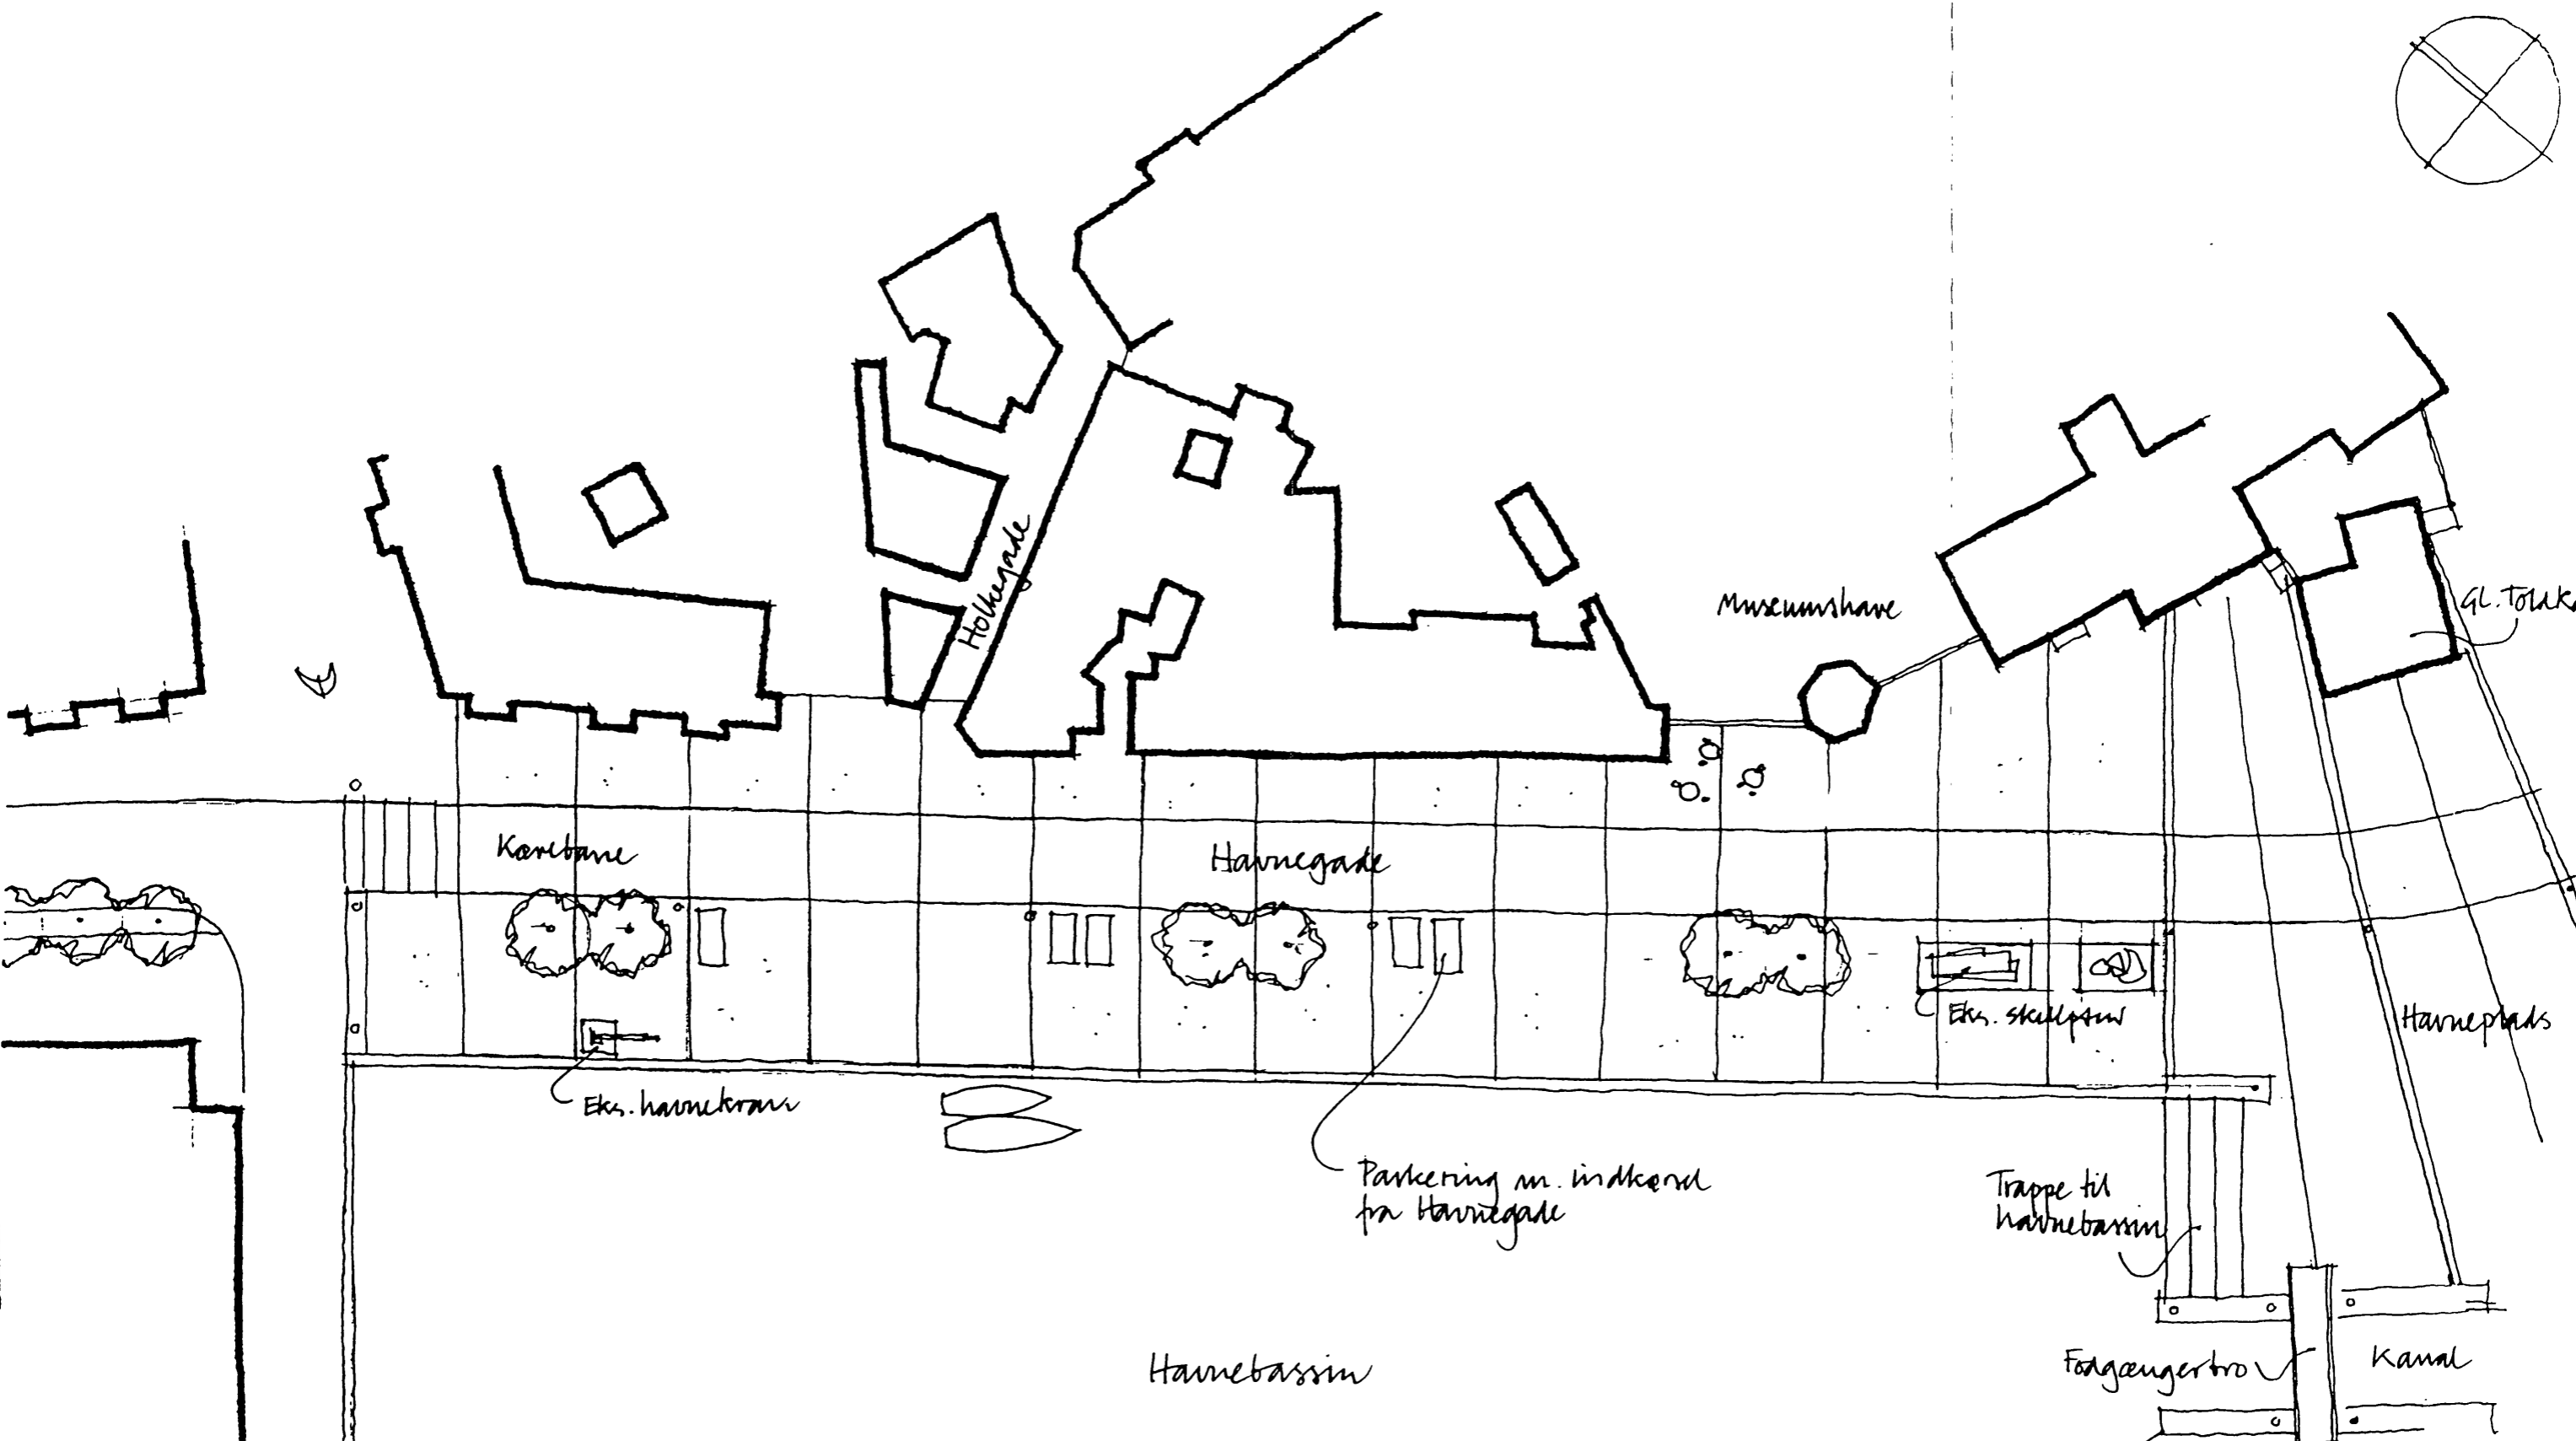 Holkegade
Museumshave
GL. Toldka
Kørebane
Havnegade
Eks. skulptur
Havneplads
Eks. havnekran
Parkering m. indkørsel
fra Havnegade
Trappe til
havnebassin
Havnebassin
Fodgængerbro
Kanal